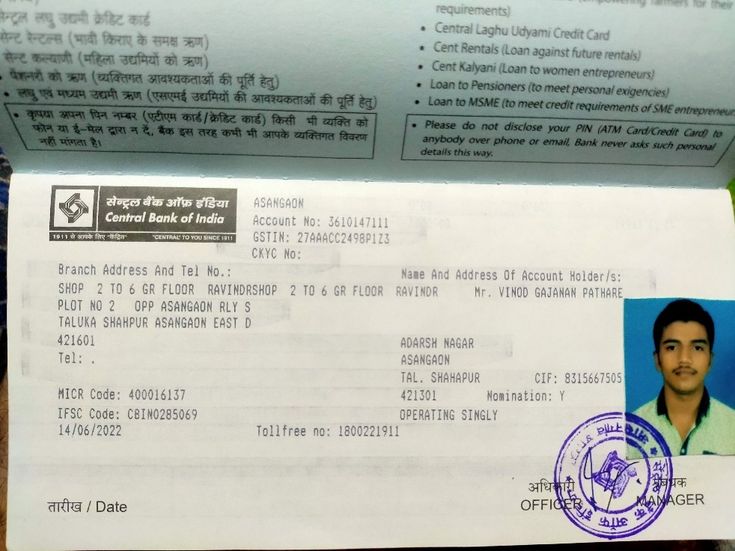 सेन्ट्रल लघु उद्यमी क्रेडिट कार्ड
सेन्ट रेन्टल्स (भावी किराए के समक्ष ऋण)
सेन्ट कल्याणी (महिला उद्यमियों को ऋण)
• पेंशनरों को ऋण (व्यक्तिगत आवश्यकताओं की पूर्ति हेतु)
• लघु एवं मध्यम उद्यमी ऋण (एसएमई उद्यमियों की आवश्यकताओं की पूर्ति हेतु)
• कृपया अपना पिन नम्बर (एटीएम कार्ड/क्रेडिट कार्ड) किसी भी व्यक्ति को
फोन या ई-मेल द्वारा न दें, बैंक इस तरह कभी भी आपके व्यक्तिगत विवरण
नहीं मांगता है।
requirements)
• Central Laghu Udyami Credit Card
• Cent Rentals (Loan against future rentals)
• Cent Kalyani (Loan to women entrepreneurs)
• Loan to Pensioners (to meet personal exigencies)
• Loan to MSME (to meet credit requirements of SME entrepreneur
• Please do not disclose your PIN (ATM Card/Credit Card) to
anybody over phone or email, Bank never asks such personal
details this way.
सेन्ट्रल बैंक ऑफ़ इंडिया
Central Bank of India
1911 से आपके लिए "केंद्रित" "CENTRAL" TO YOU SINCE 1911
ASANGAON
Account No: 3610147111
GSTIN: 27AAACC2498P1Z3
CKYC No:
Branch Address And Tel No.: Name And Address Of Account Holder/s:
SHOP 2 TO 6 GR FLOOR RAVINDRSHOP 2 TO 6 GR FLOOR RAVINDR Mr. VINOD GAJANAN PATHARE
PLOT NO 2 OPP ASANGAON RLY S
TALUKA SHAHPUR ASANGAON EAST D
421601 ADARSH NAGAR
Tel: . ASANGAON
TAL. SHAHAPUR CIF: 8315667505
MICR Code: 400016137 421301 Nomination: Y
IFSC Code: CBIN0285069 OPERATING SINGLY
14/06/2022 Tollfree no: 1800221911
तारीख / Date
अधिकारी
OFFICER
MANAGER